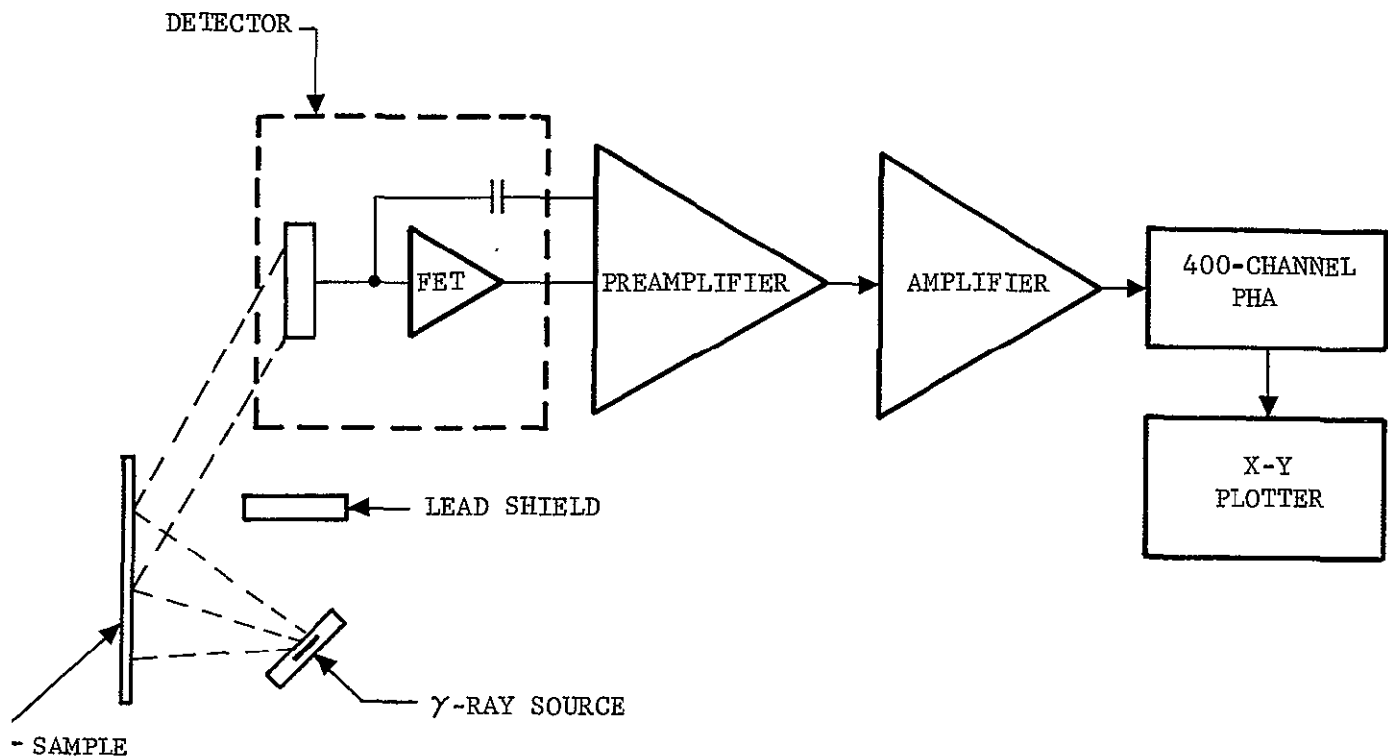 DETECTOR
FET
PREAMPLIFIER
AMPLIFIER
400-CHANNEL
PHA
X-Y
PLOTTER
LEAD SHIELD
γ-RAY SOURCE
- SAMPLE